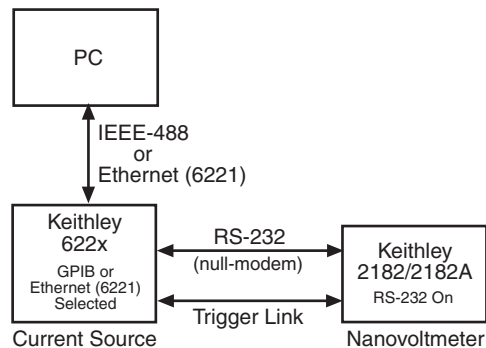 PC
IEEE-488
or
Ethernet (6221)
Keithley
622x
GPIB or
Ethernet (6221)
Selected
Current Source
RS-232
(null-modem)
Trigger Link
Keithley
2182/2182A
RS-232 On
Nanovoltmeter